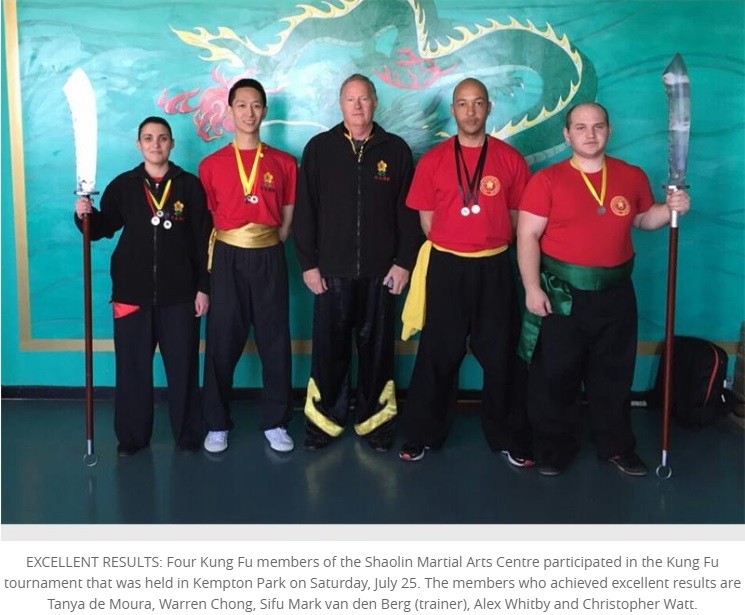 EXCELLENT RESULTS: Four Kung Fu members of the Shaolin Martial Arts Centre participated in the Kung Fu
tournament that was held in Kempton Park on Saturday, July 25. The members who achieved excellent results are
Tanya de Moura, Warren Chong, Sifu Mark van den Berg (trainer), Alex Whitby and Christopher Watt.